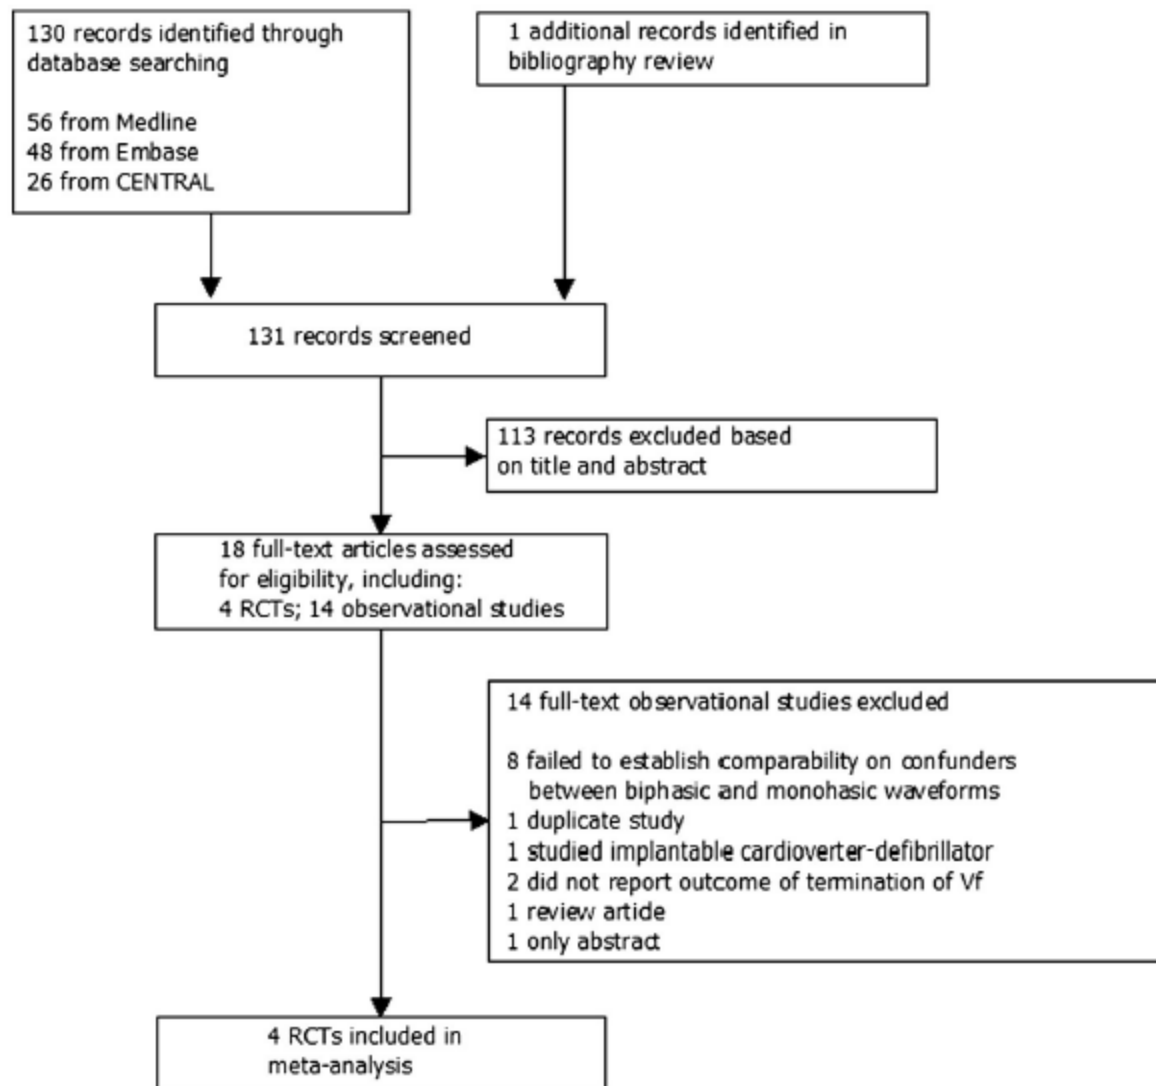 130 records identified through
database searching
56 from Medline
48 from Embase
26 from CENTRAL
1 additional records identified in
bibliography review
131 records screened
113 records excluded based
on title and abstract
18 full-text articles assessed
for eligibility, including:
4 RCTs; 14 observational studies
14 full-text observational studies excluded
8 failed to establish comparability on confunders
between biphasic and monohasic waveforms
1 duplicate study
1 studied implantable cardioverter-defibrillator
2 did not report outcome of termination of Vf
1 review article
1 only abstract
4 RCTs included in
meta-analysis